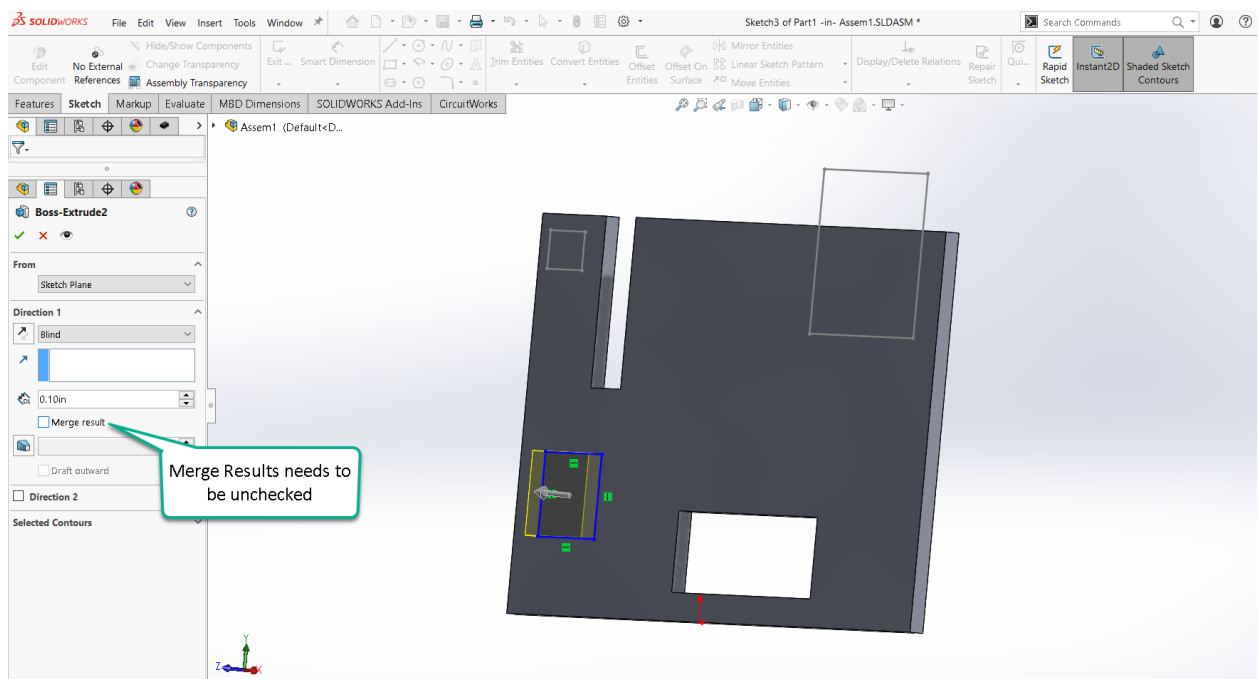 SOLIDWORKS File Edit View Insert Tools Window Sketch3 of Part1 -in- Assem1.SLDASM * Search Commands
Edit Component
No External References
Hide/Show Components
Change Transparency
Assembly Transparency
Exit ...
Smart Dimension
Trim Entities
Convert Entities
Offset Entities
Offset On Surface
Mirror Entities
Linear Sketch Pattern
Move Entities
Display/Delete Relations
Repair Sketch
Qui...
Rapid Sketch
Instant2D
Shaded Sketch Contours
Features Sketch Markup Evaluate MBD Dimensions SOLIDWORKS Add-Ins CircuitWorks
Assem1 (Default<D...
Boss-Extrude2
From
Sketch Plane
Direction 1
Blind
0.10in
Merge result
Merge Results needs to
be unchecked
Draft outward
Direction 2
Selected Contours
Y
Z
X